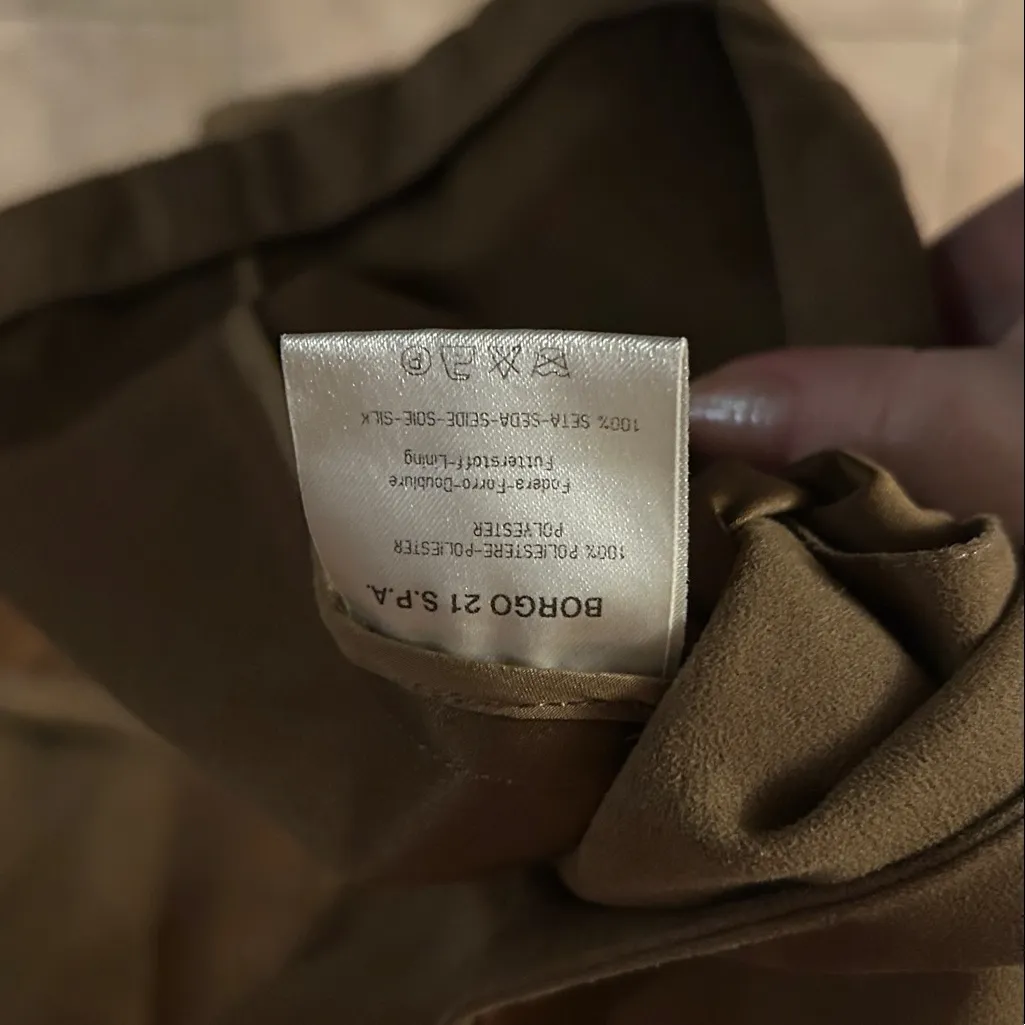 BORGO 21 S.P.A.
100% POLIESTERE-POLIESTER
POLYESTER
Fodera-Forro-Doublure
Futterstoff-Lining
100% SETA-SEDA-SEIDE-SOIE-SILK
P